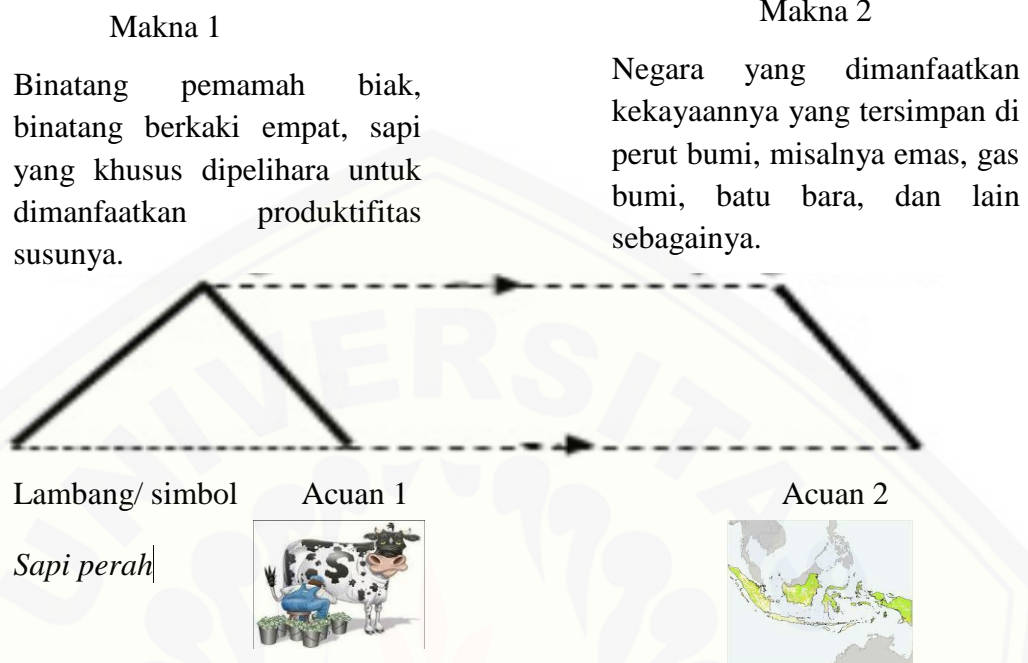 Makna 1
Binatang pemamah biak,
binatang berkaki empat, sapi
yang khusus dipelihara untuk
dimanfaatkan produktifitas
susunya.
Makna 2
Negara yang dimanfaatkan
kekayaannya yang tersimpan di
perut bumi, misalnya emas, gas
bumi, batu bara, dan lain
sebagainya.
Lambang/ simbol
Acuan 1
Acuan 2
Sapi perah
$
UNIVERSITA